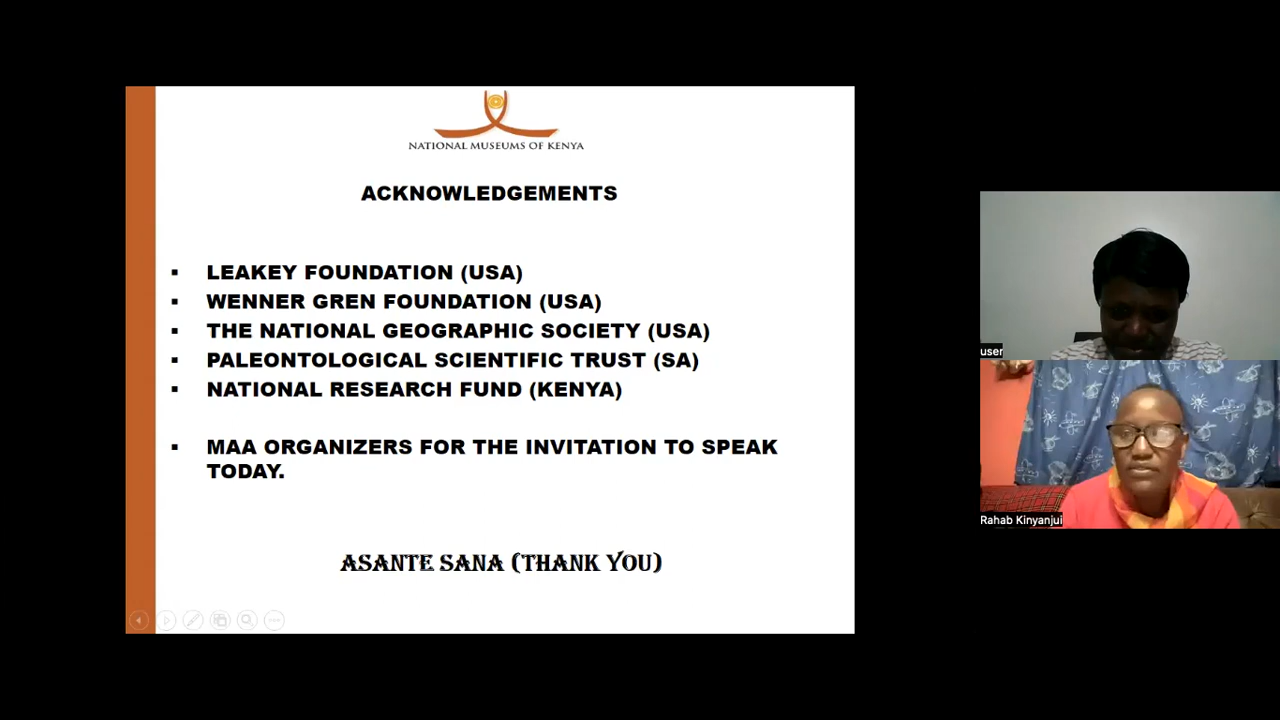 NATIONAL MUSEUMS OF KENYA
ACKNOWLEDGEMENTS
▪ LEAKEY FOUNDATION (USA)
▪ WENNER GREN FOUNDATION (USA)
▪ THE NATIONAL GEOGRAPHIC SOCIETY (USA)
▪ PALEONTOLOGICAL SCIENTIFIC TRUST (SA)
▪ NATIONAL RESEARCH FUND (KENYA)
▪ MAA ORGANIZERS FOR THE INVITATION TO SPEAK
TODAY.
ASANTE SANA (THANK YOU)
user
Rahab Kinyanjui